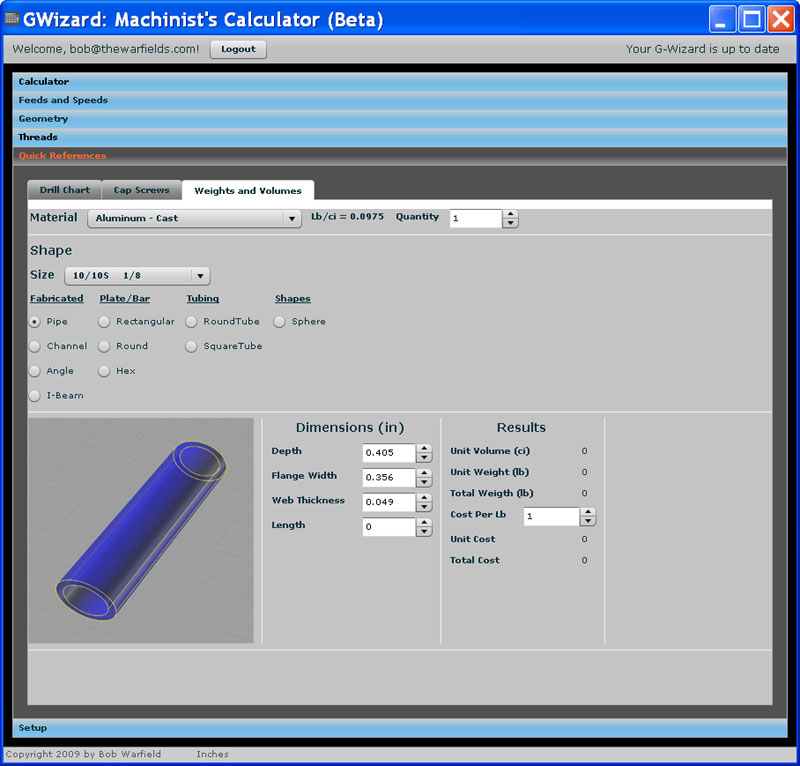 GWizard: Machinist's Calculator (Beta)
Welcome, bob@thewarfields.com! Logout Your G-Wizard is up to date
Calculator
Feeds and Speeds
Geometry
Threads
Quick References
Drill Chart Cap Screws Weights and Volumes
Material Aluminum - Cast Lb/ci = 0.0975 Quantity 1
Shape
Size 10/10S 1/8
Fabricated Plate/Bar Tubing Shapes
Pipe Rectangular RoundTube Sphere
Channel Round SquareTube
Angle Hex
I-Beam
Dimensions (in) Results
Depth 0.405 Unit Volume (ci) 0
Flange Width 0.356 Unit Weight (lb) 0
Web Thickness 0.049 Total Weigth (lb) 0
Length 0 Cost Per Lb 1
Unit Cost 0
Total Cost 0
Setup
Copyright 2009 by Bob Warfield Inches